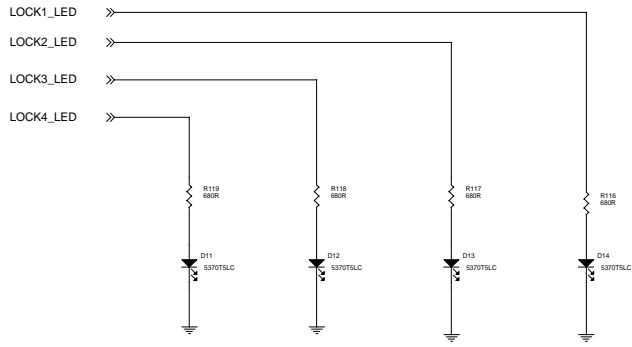 LOCK1_LED
LOCK2_LED
LOCK3_LED
LOCK4_LED
R119
680R
R118
680R
R117
680R
R116
680R
D11
5370T5LC
D12
5370T5LC
D13
5370T5LC
D14
5370T5LC